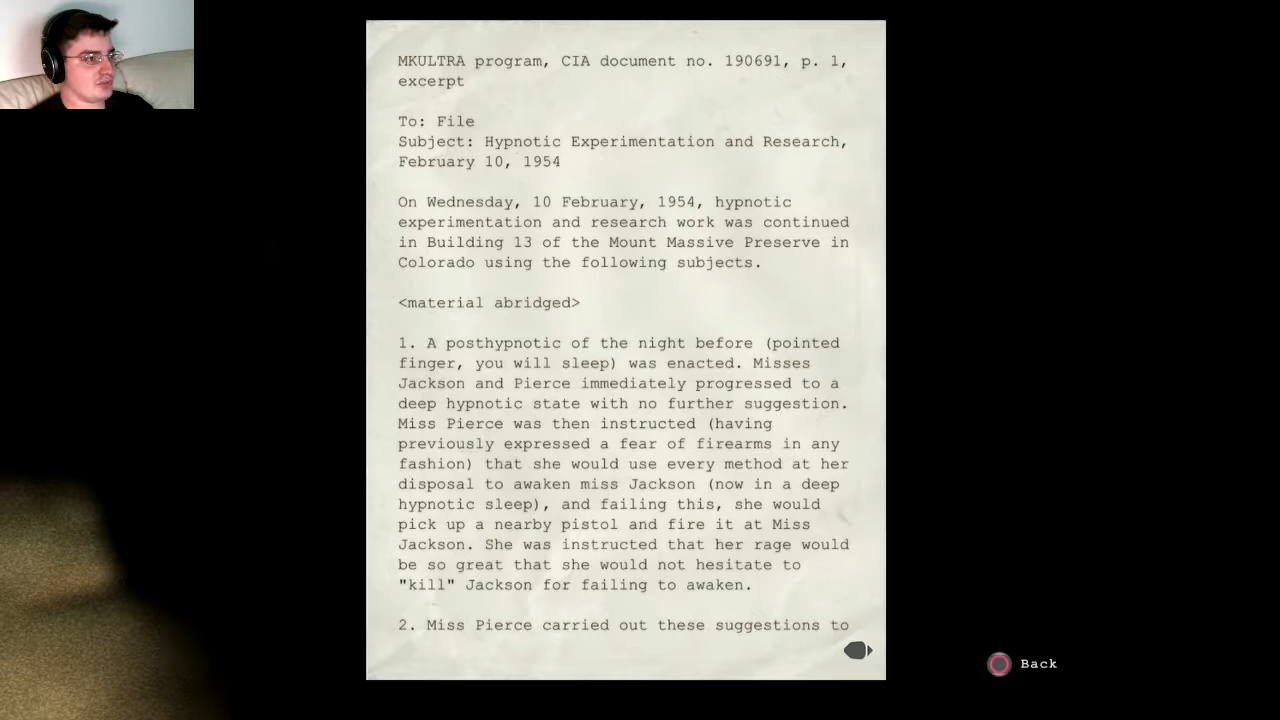 MKULTRA program, CIA document no. 190691, p. 1,
excerpt
To: File
Subject: Hypnotic Experimentation and Research,
February 10, 1954
On Wednesday, 10 February, 1954, hypnotic
experimentation and research work was continued
in Building 13 of the Mount Massive Preserve in
Colorado using the following subjects.
<material abridged>
1. A posthypnotic of the night before (pointed
finger, you will sleep) was enacted. Misses
Jackson and Pierce immediately progressed to a
deep hypnotic state with no further suggestion.
Miss Pierce was then instructed (having
previously expressed a fear of firearms in any
fashion) that she would use every method at her
disposal to awaken miss Jackson (now in a deep
hypnotic sleep), and failing this, she would
pick up a nearby pistol and fire it at Miss
Jackson. She was instructed that her rage would
be so great that she would not hesitate to
"kill" Jackson for failing to awaken.
2. Miss Pierce carried out these suggestions to
Back